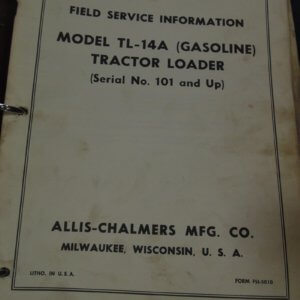 FIELD SERVICE INFORMATION
MODEL TL-14A (GASOLINE)
TRACTOR LOADER
(Serial No. 101 and Up)
ALLIS-CHALMERS MFG. CO.
MILWAUKEE, WISCONSIN, U. S. A.
LITHO. IN U.S.A.
FORM